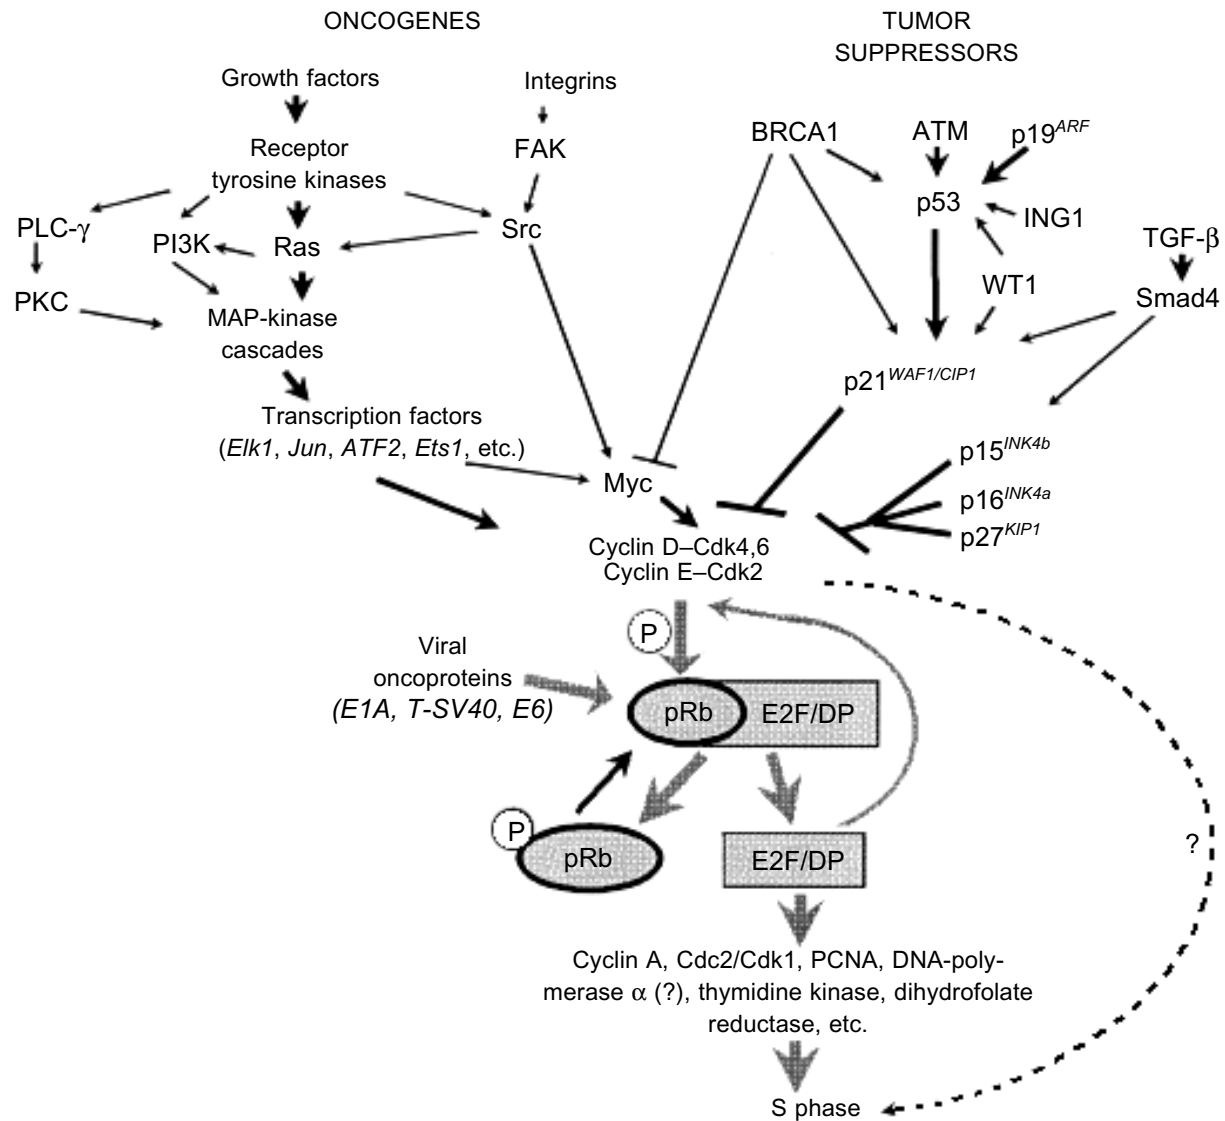 ONCOGENES
TUMOR
SUPPRESSORS
Growth factors
Integrins
BRCA1
ATM
p19ARF
Receptor
tyrosine kinases
FAK
p53
ING1
PLC-γ
PI3K
Ras
Src
TGF-β
PKC
WT1
Smad4
MAP-kinase
cascades
p21WAF1/CIP1
Transcription factors
(Elk1, Jun, ATF2, Ets1, etc.)
Myc
p15INK4b
p16INK4a
p27KIP1
Cyclin D–Cdk4,6
Cyclin E–Cdk2
P
Viral
oncoproteins
(E1A, T-SV40, E6)
pRb
E2F/DP
P
pRb
E2F/DP
?
Cyclin A, Cdc2/Cdk1, PCNA, DNA-poly-
merase α (?), thymidine kinase, dihydrofolate
reductase, etc.
S phase